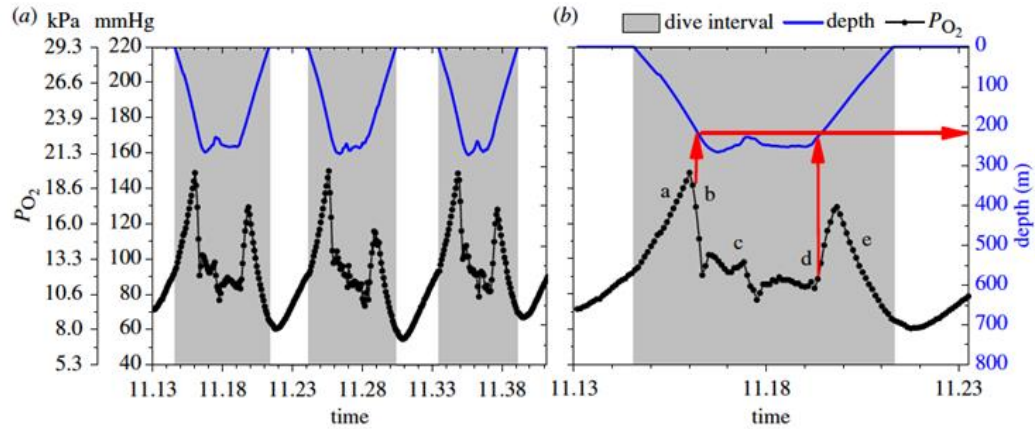 (a) kPa mmHg
29.3 220
26.6 200
23.9 180
21.3 160
18.6 140
16.0 120
13.3 100
10.6 80
8.0 60
5.3 40
PO2
11.13 11.18 11.23 11.28 11.33 11.38
time
(b) dive interval depth PO2
0
100
200
300
400
500
600
700
800
depth (m)
a
b
c
d
e
11.13 11.18 11.23
time